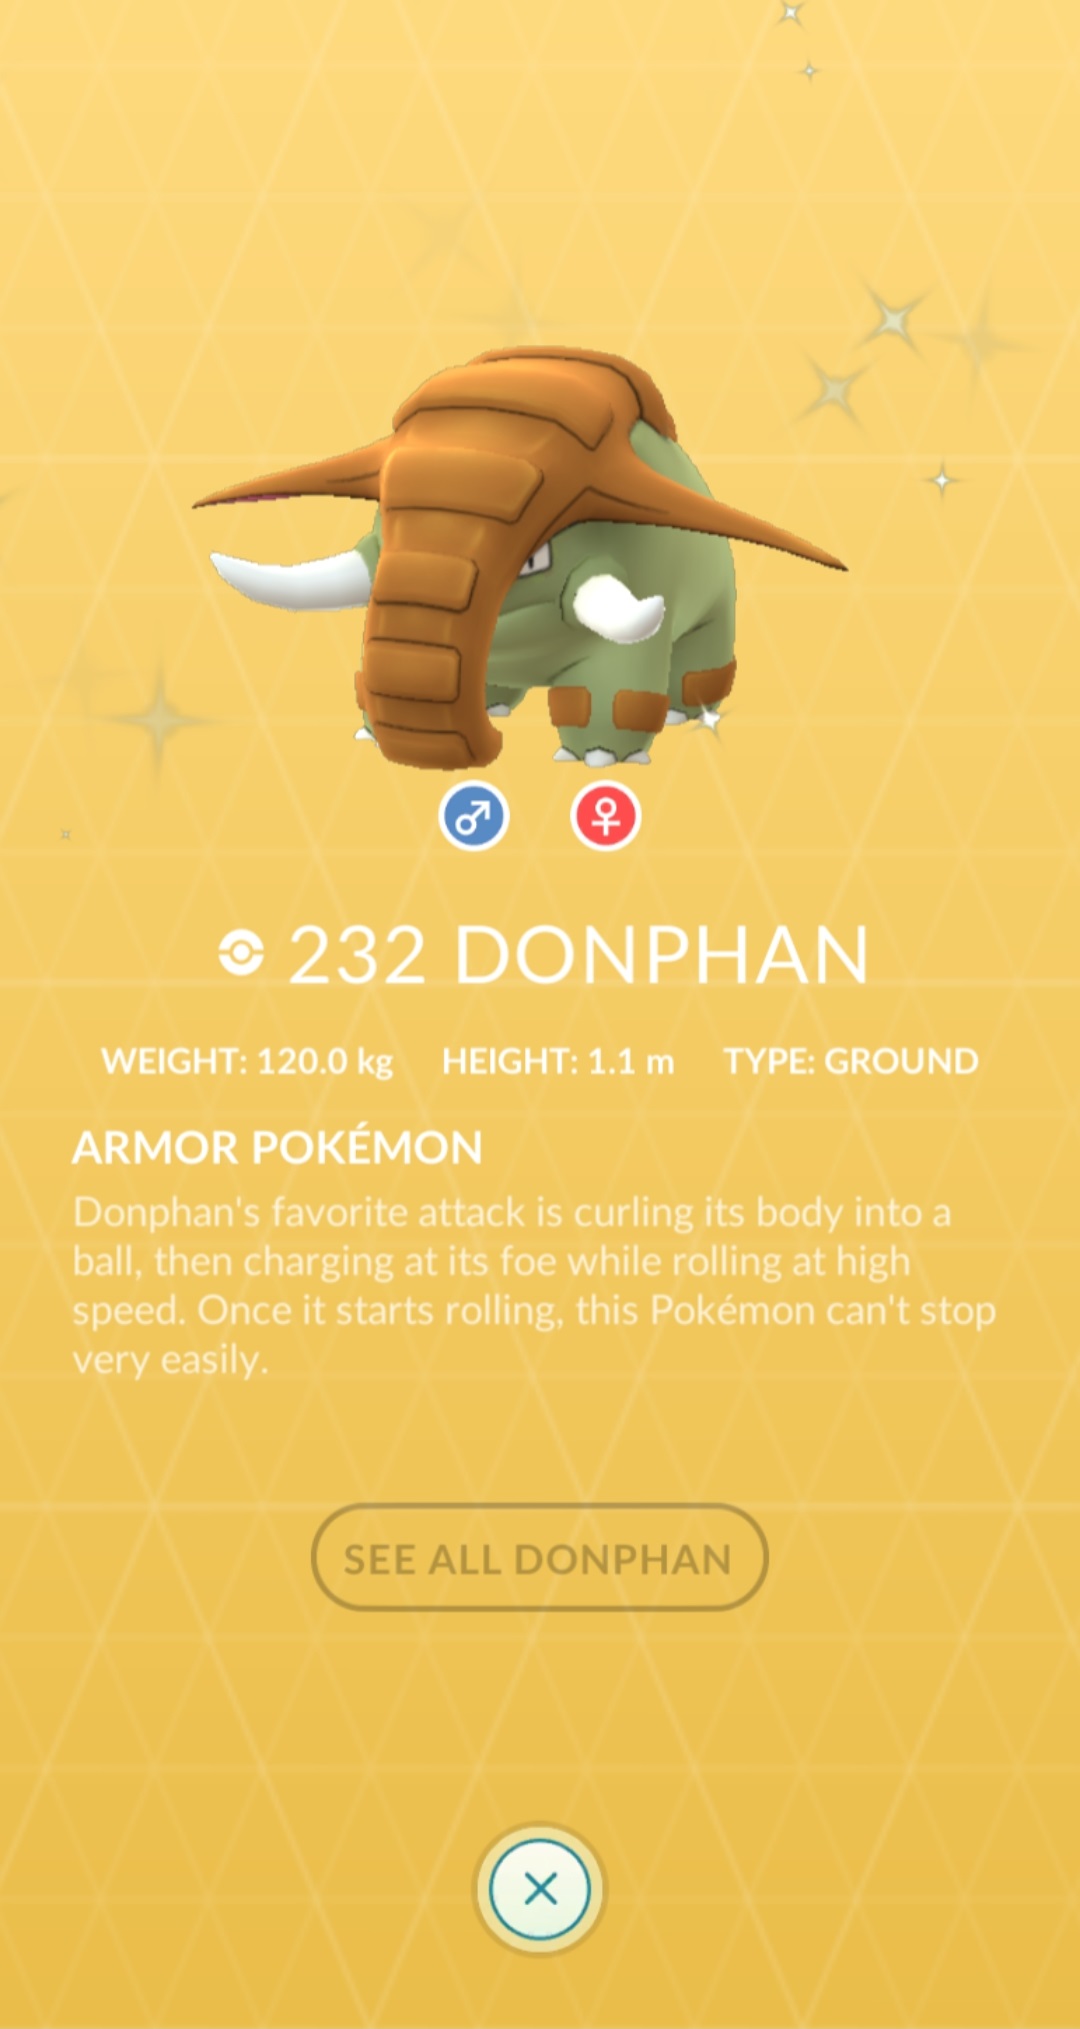 232 DONPHAN
WEIGHT: 120.0 kg HEIGHT: 1.1 m TYPE: GROUND
ARMOR POKÉMON
Donphan's favorite attack is curling its body into a
ball, then charging at its foe while rolling at high
speed. Once it starts rolling, this Pokémon can't stop
very easily.
SEE ALL DONPHAN